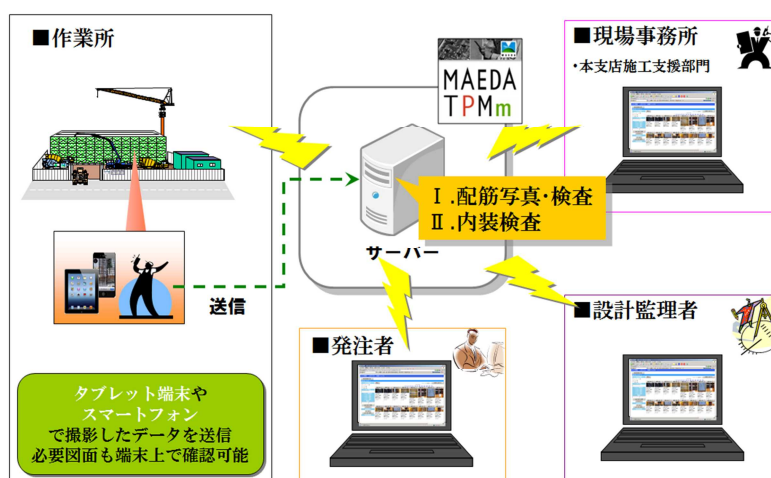 ■作業所
MAEDA
TPMm
■現場事務所
・本支店施工支援部門
Ⅰ.配筋写真・検査
Ⅱ.内装検査
サーバー
送信
■発注者
■設計監理者
タブレット端末や
スマートフォン
で撮影したデータを送信
必要図面も端末上で確認可能